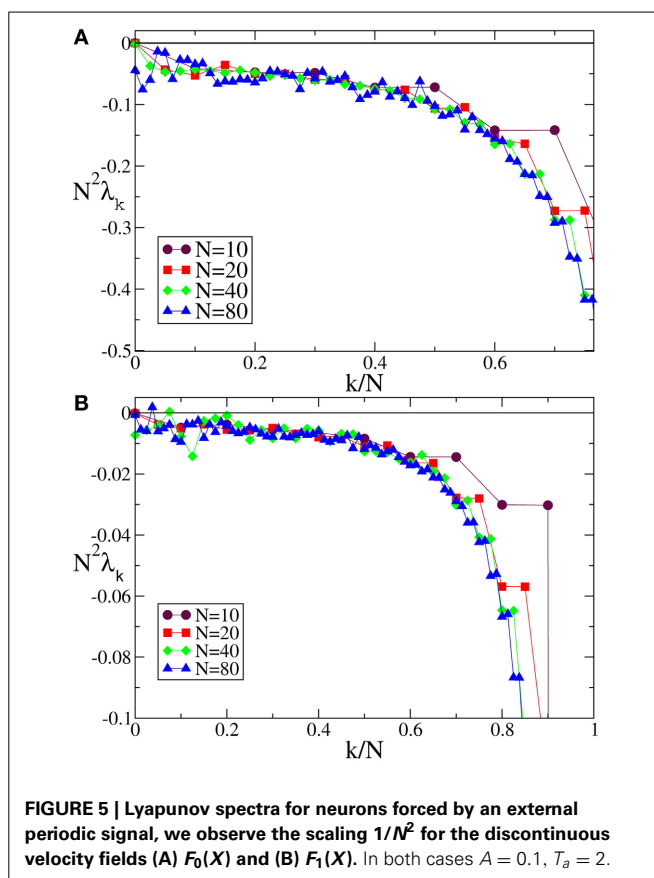 A
0
-0.1
-0.2
-0.3
-0.4
-0.5
N²λₖ
N=10
N=20
N=40
N=80
0 0.2 0.4 0.6
k/N
B
0
-0.02
-0.04
-0.06
-0.08
-0.1
N²λₖ
N=10
N=20
N=40
N=80
0 0.2 0.4 0.6 0.8 1
k/N
FIGURE 5 | Lyapunov spectra for neurons forced by an external
periodic signal, we observe the scaling 1/N² for the discontinuous
velocity fields (A) F₀(X) and (B) F₁(X). In both cases A = 0.1, Tₐ = 2.